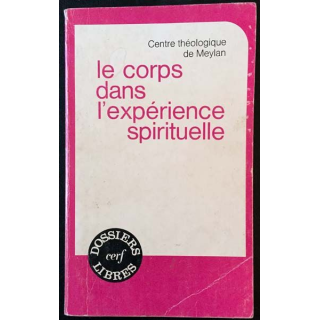 Centre théologique
de Meylan
le corps
dans
l'expérience
spirituelle
DOSSIERS
cerf
LIBRES